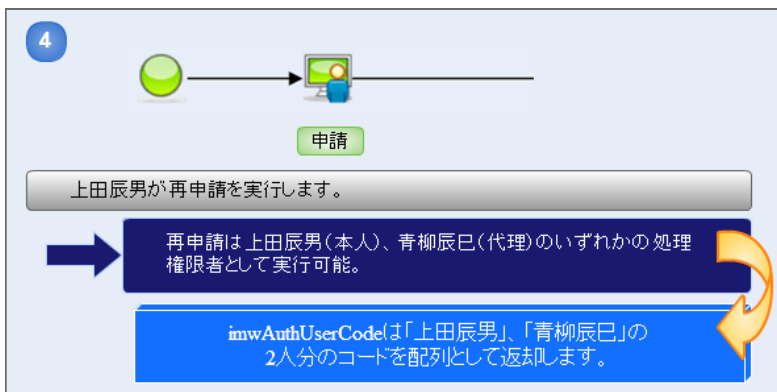 4
申請
上田辰男が再申請を実行します。
再申請は上田辰男(本人)、青柳辰巳(代理)のいずれかの処理
権限者として実行可能。
imwAuthUserCodeは「上田辰男」、「青柳辰巳」の
2人分のコードを配列として返却します。